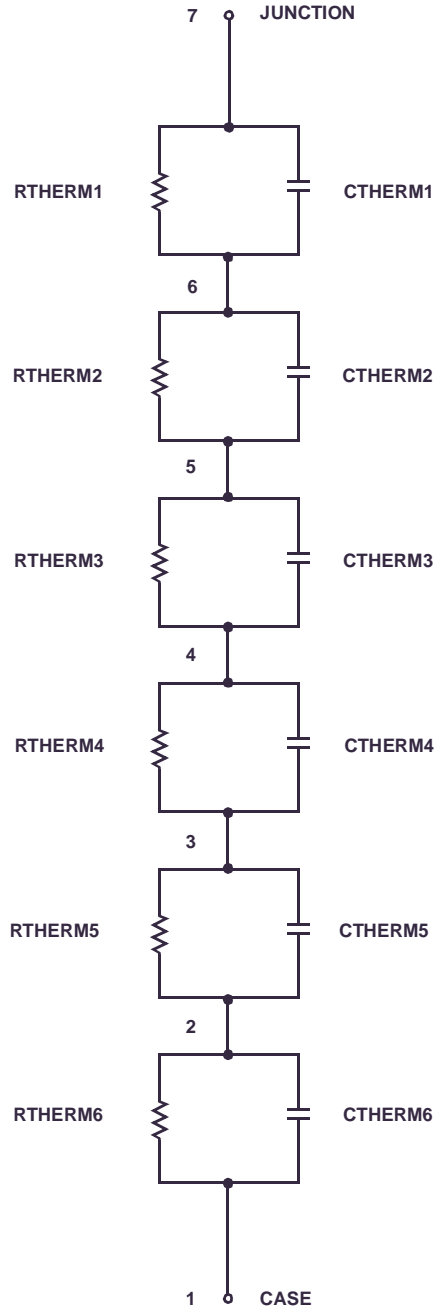 7 JUNCTION
RTHERM1 CTHERM1
6
RTHERM2 CTHERM2
5
RTHERM3 CTHERM3
4
RTHERM4 CTHERM4
3
RTHERM5 CTHERM5
2
RTHERM6 CTHERM6
1 CASE